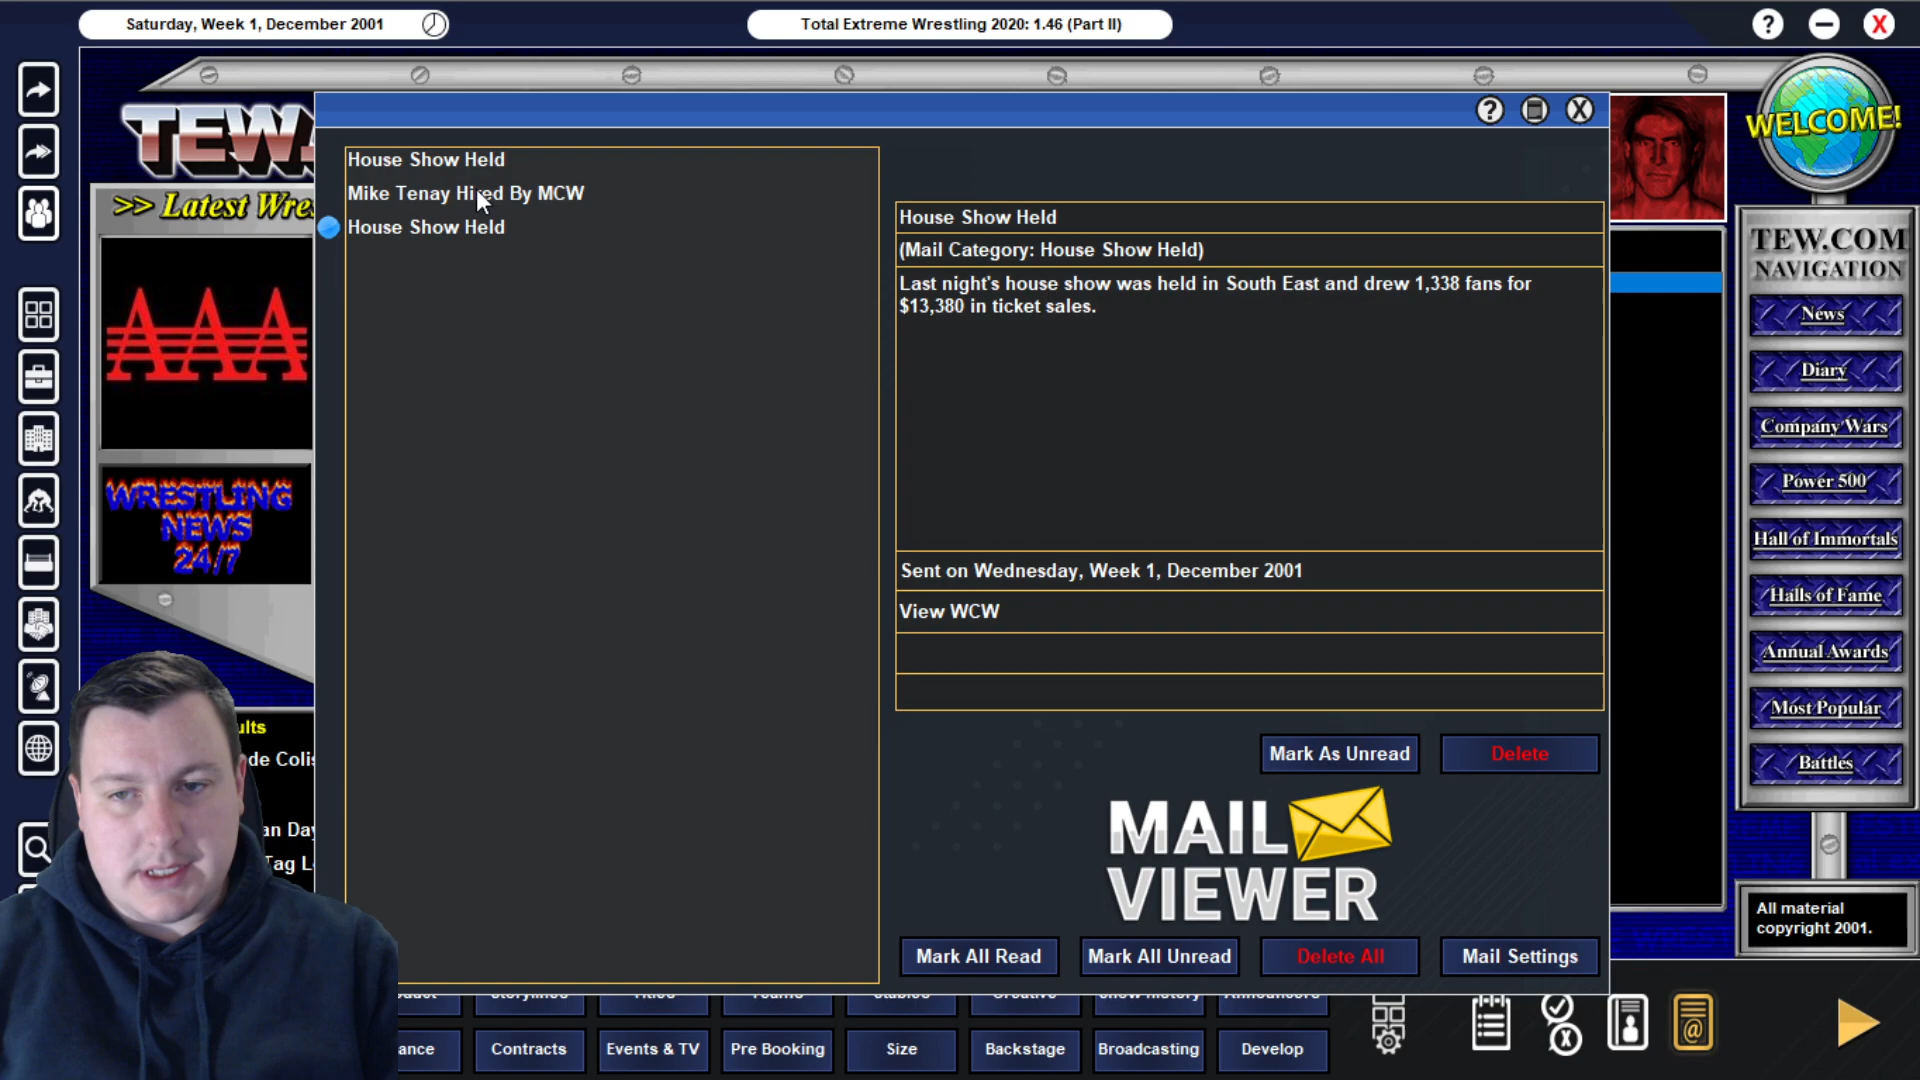 Saturday, Week 1, December 2001
Total Extreme Wrestling 2020: 1.46 (Part II)
? X
TEW.
>> Latest Wre
AAA
WRESTLING
NEWS
24/7
ults
de Colis
an Day
Tag L
? X
House Show Held
Mike Tenay Hired By MCW
House Show Held
House Show Held
(Mail Category: House Show Held)
Last night's house show was held in South East and drew 1,338 fans for
$13,380 in ticket sales.
Sent on Wednesday, Week 1, December 2001
View WCW
Mark As Unread
Delete
MAIL
VIEWER
Mark All Read
Mark All Unread
Delete All
Mail Settings
WELCOME!
TEW.COM
NAVIGATION
News
Diary
Company Wars
Power 500
Hall of Immortals
Halls of Fame
Annual Awards
Most Popular
Battles
All material
copyright 2001.
ance
Contracts
Events & TV
Pre Booking
Size
Backstage
Broadcasting
Develop